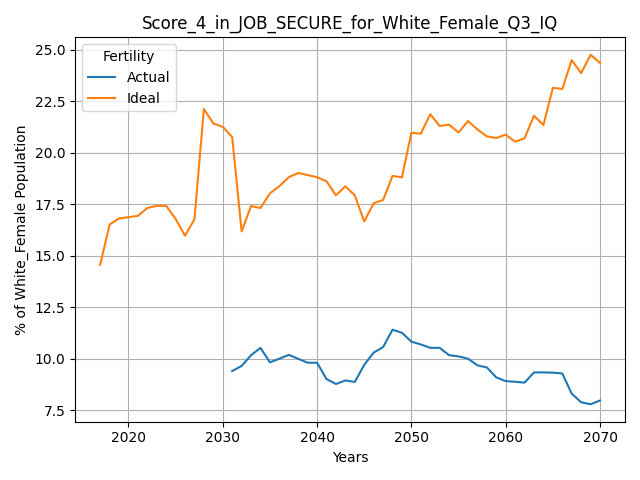 Score_4_in_JOB_SECURE_for_White_Female_Q3_IQ
Fertility
Actual
Ideal
% of White_Female Population
25.0
22.5
20.0
17.5
15.0
12.5
10.0
7.5
2020 2030 2040 2050 2060 2070
Years